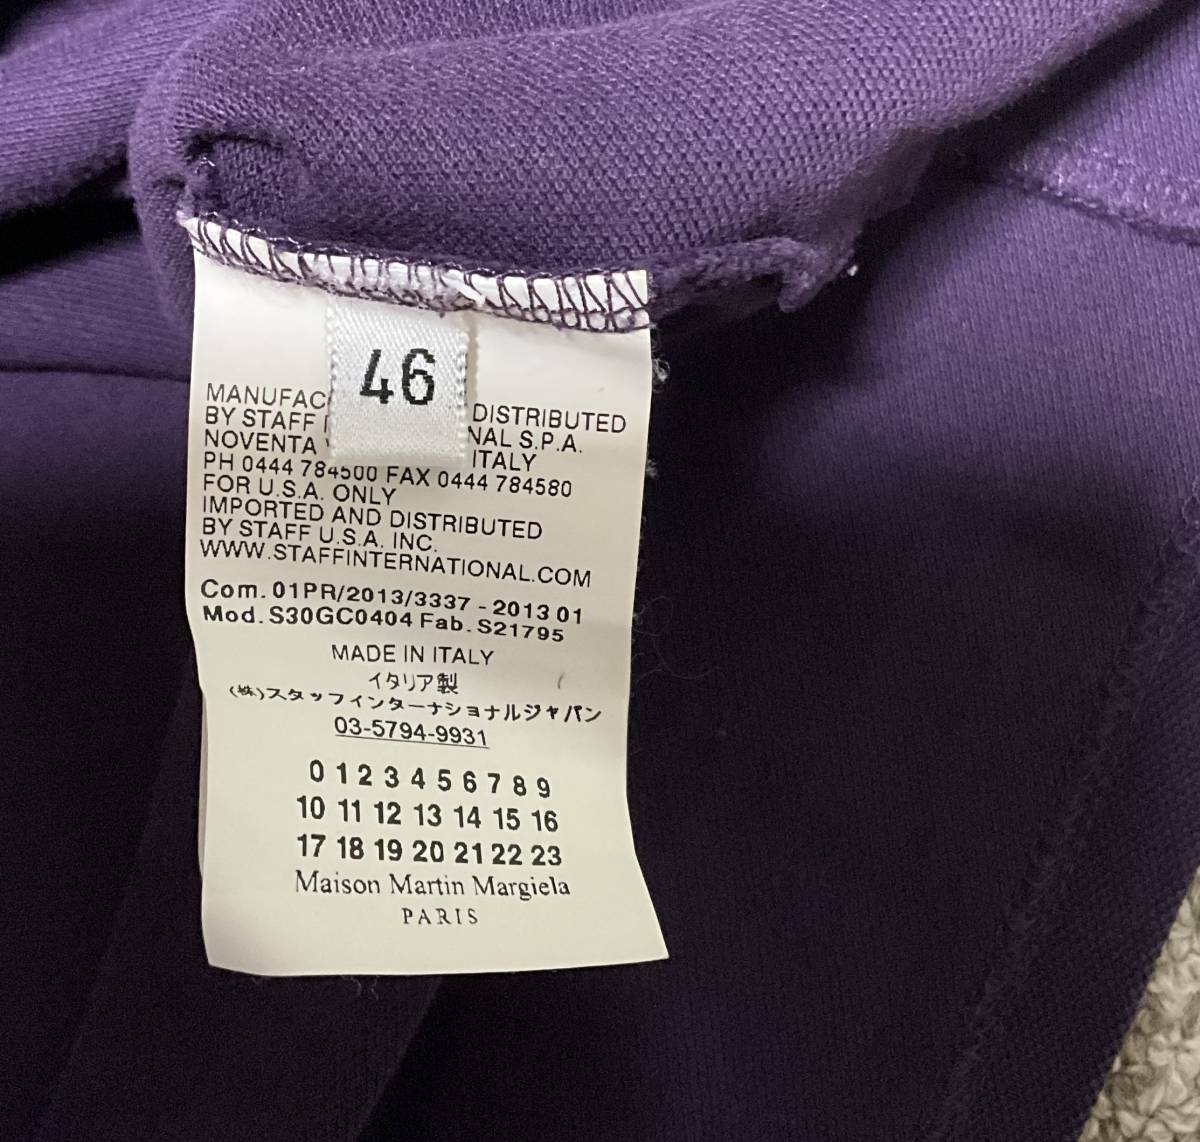 46
MANUFAC DISTRIBUTED
BY STAFF NAL S.P.A.
NOVENTA ITALY
PH 0444 784500 FAX 0444 784580
FOR U.S.A. ONLY
IMPORTED AND DISTRIBUTED
BY STAFF U.S.A. INC.
WWW.STAFFINTERNATIONAL.COM
Com. 01PR/2013/3337 - 2013 01
Mod. S30GC0404 Fab. S21795
MADE IN ITALY
イタリア製
(株)スタッフインターナショナルジャパン
03-5794-9931
0 1 2 3 4 5 6 7 8 9
10 11 12 13 14 15 16
17 18 19 20 21 22 23
Maison Martin Margiela
PARIS